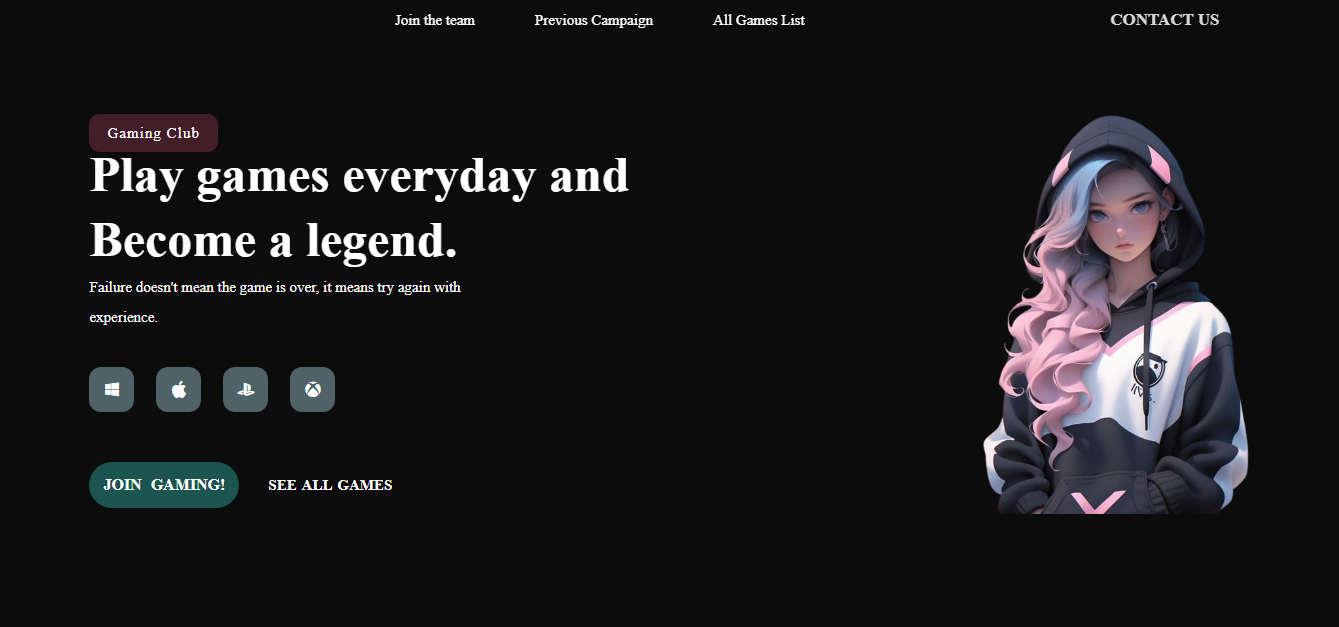 Join the team Previous Campaign All Games List CONTACT US
Gaming Club
Play games everyday and
Become a legend.
Failure doesn't mean the game is over, it means try again with
experience.
JOIN GAMING! SEE ALL GAMES